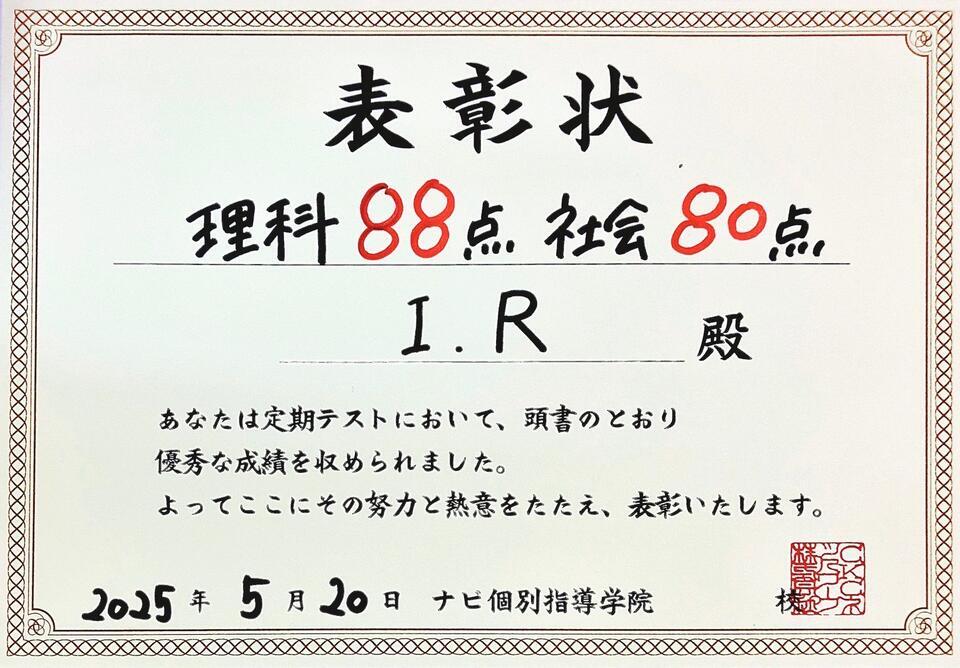 表彰状
理科88点 社会80点
I.R 殿
あなたは定期テストにおいて、頭書のとおり
優秀な成績を収められました。
よってここにその努力と熱意をたたえ、表彰いたします。
2025年 5月20日 ナビ個別指導学院 校